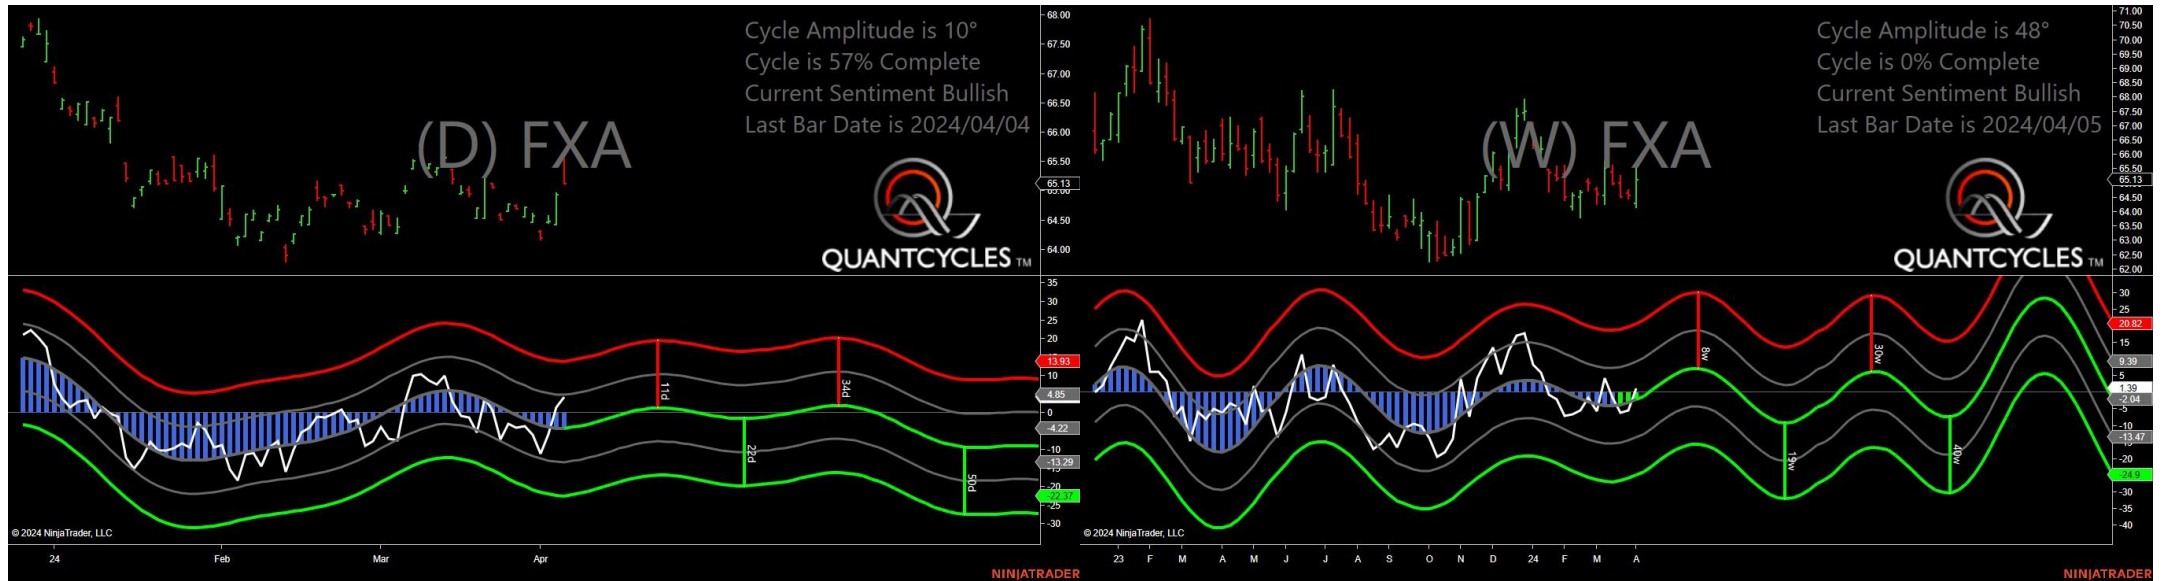 Cycle Amplitude is 10°
Cycle is 57% Complete
Current Sentiment Bullish
Last Bar Date is 2024/04/04
(D) FXA
QUANTCYCLES TM
68.00
67.50
67.00
66.50
66.00
65.50
65.13
65.00
64.50
64.00
35
30
25
20
13.93
10
4.85
0
-4.22
-10
-13.29
-20
-22.37
-25
-30
11d
22d
34d
50d
© 2024 NinjaTrader, LLC
24 Feb Mar Apr
NINJATRADER
Cycle Amplitude is 48°
Cycle is 0% Complete
Current Sentiment Bullish
Last Bar Date is 2024/04/05
(W) FXA
QUANTCYCLES TM
71.00
70.50
70.00
69.50
69.00
68.50
68.00
67.50
67.00
66.50
66.00
65.50
65.13
64.50
64.00
63.50
63.00
62.50
62.00
30
25
20.82
15
9.39
5
1.39
-2.04
-5
-13.47
-20
-24.9
-30
-35
-40
8w
19w
30w
40w
© 2024 NinjaTrader, LLC
23 F M A M J J A S O N D 24 F M A
NINJATRADER